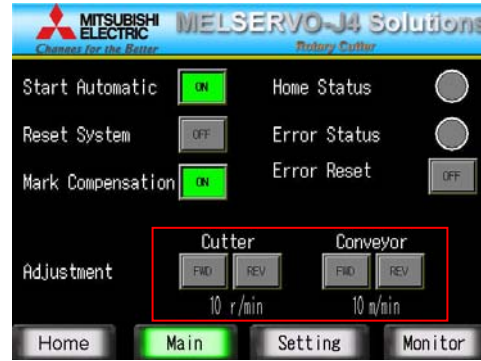 MITSUBISHI ELECTRIC
Changes for the Better
MELSERVO-J4 Solutions
Rotary Cutter
Start Automatic ON Home Status
Reset System OFF Error Status
Mark Compensation ON Error Reset OFF
Cutter Conveyor
Adjustment FWD REV FWD REV
10 r/min 10 m/min
Home Main Setting Monitor